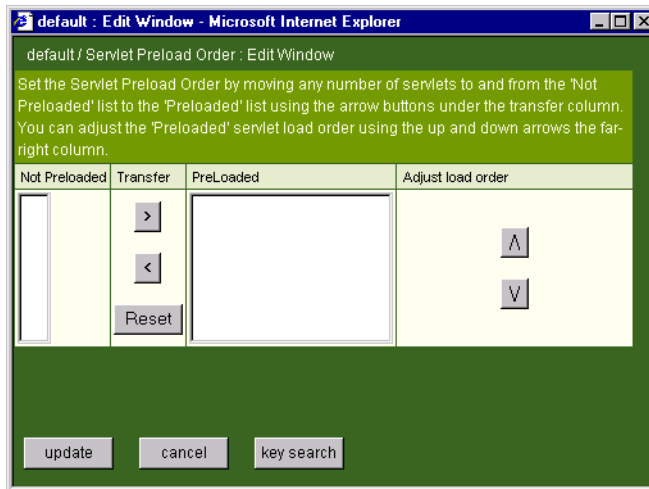 default : Edit Window - Microsoft Internet Explorer
default / Servlet Preload Order : Edit Window
Set the Servlet Preload Order by moving any number of servlets to and from the 'Not
Preloaded' list to the 'Preloaded' list using the arrow buttons under the transfer column.
You can adjust the 'Preloaded' servlet load order using the up and down arrows the far-
right column.
Not Preloaded Transfer PreLoaded Adjust load order
>
<
Reset
Λ
V
update cancel key search